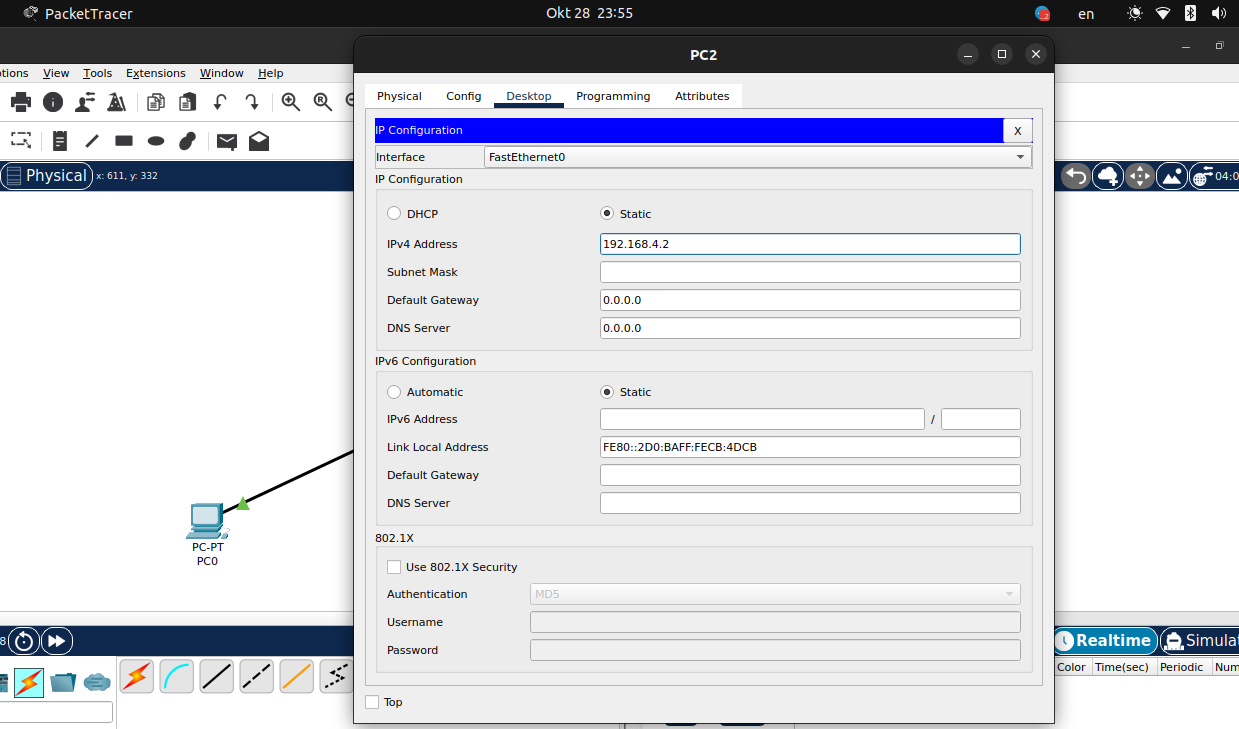 PacketTracer
Okt 28 23:55
2
en
PC2
tions View Tools Extensions Window Help
Physical Config Desktop Programming Attributes
IP Configuration
X
Interface
FastEthernet0
Physical
x: 611, y: 332
04:0
IP Configuration
DHCP
Static
IPv4 Address
192.168.4.2
Subnet Mask
Default Gateway
0.0.0.0
DNS Server
0.0.0.0
IPv6 Configuration
Automatic
Static
IPv6 Address
/
Link Local Address
FE80::2D0:BAFF:FECB:4DCB
Default Gateway
DNS Server
PC-PT
PC0
802.1X
Use 802.1X Security
Authentication
MD5
Username
Password
8
Realtime
Simulat
Color Time(sec) Periodic Num
Top